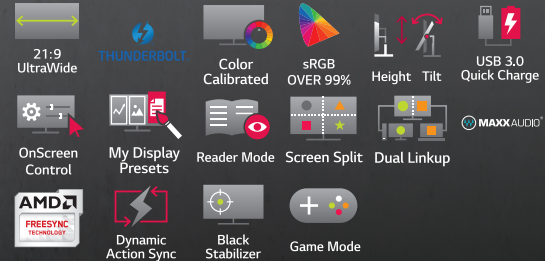 21:9
UltraWide
THUNDERBOLT.
Color
Calibrated
sRGB
OVER 99%
Height Tilt
USB 3.0
Quick Charge
OnScreen
Control
My Display
Presets
Reader Mode
Screen Split
Dual Linkup
MAXXAUDIO®
AMD
FREESYNC
TECHNOLOGY
Dynamic
Action Sync
Black
Stabilizer
Game Mode